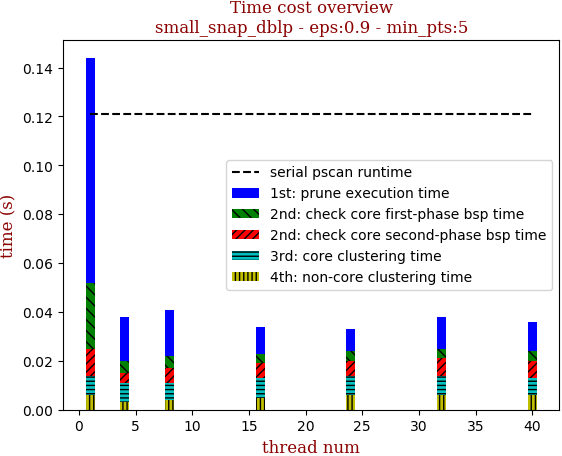 Time cost overview
small_snap_dblp - eps:0.9 - min_pts:5
time (s)
0.14
0.12
0.10
0.08
0.06
0.04
0.02
0.00
serial pscan runtime
1st: prune execution time
2nd: check core first-phase bsp time
2nd: check core second-phase bsp time
3rd: core clustering time
4th: non-core clustering time
0 5 10 15 20 25 30 35 40
thread num